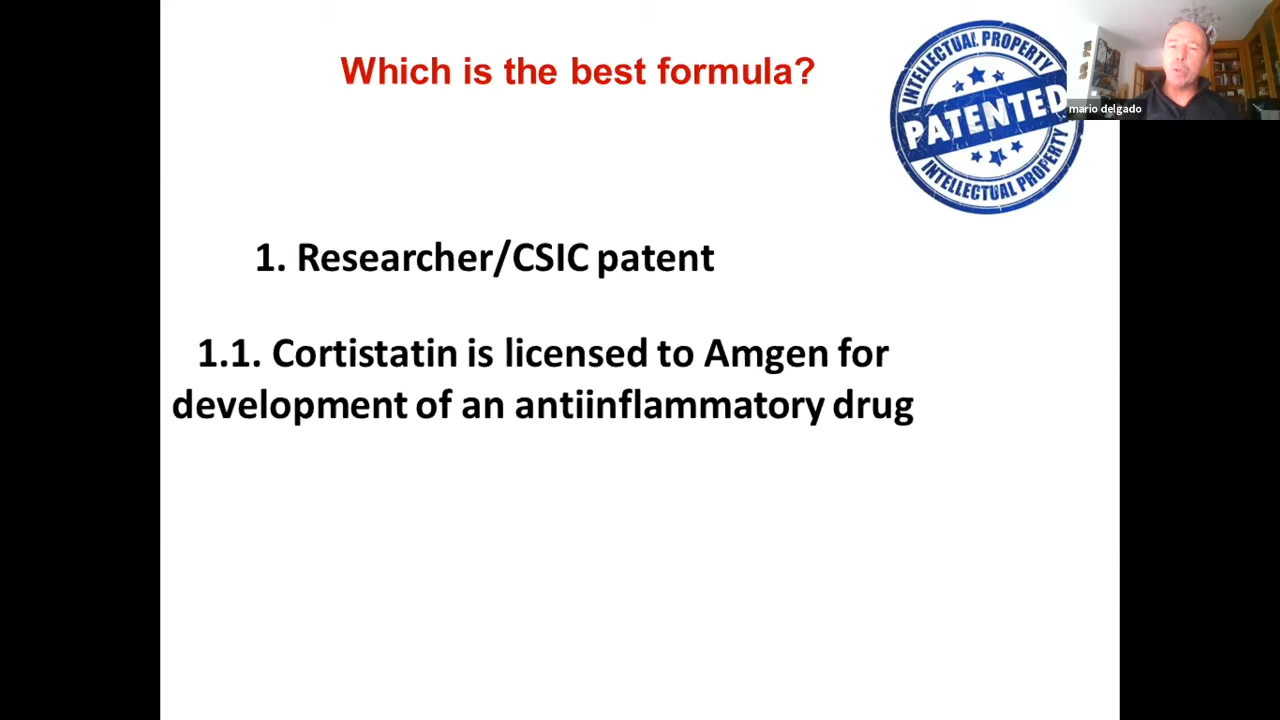 Which is the best formula?
INTELLECTUAL PROPERTY
PATENTED
INTELLECTUAL PROPERTY
mario delgado
1. Researcher/CSIC patent
1.1. Cortistatin is licensed to Amgen for
development of an antiinflammatory drug